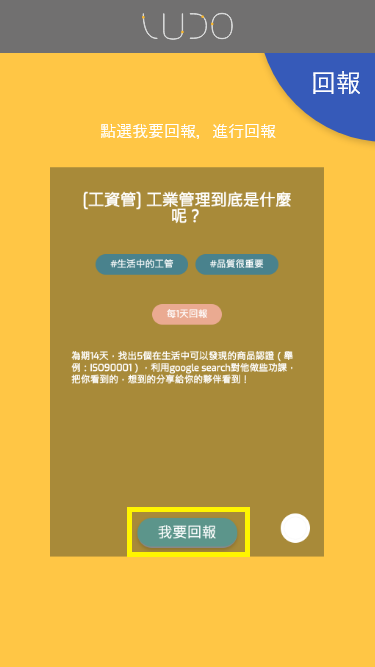 LUDO
回報
點選我要回報，進行回報
[工資管] 工業管理到底是什麼
呢？
#生活中的工管
#品質很重要
每1天回報
為期14天，找出5個在生活中可以發現的商品認證（舉
例：ISO90001），利用google search對他做些功課，
把你看到的，想到的分享給你的夥伴看到！
我要回報